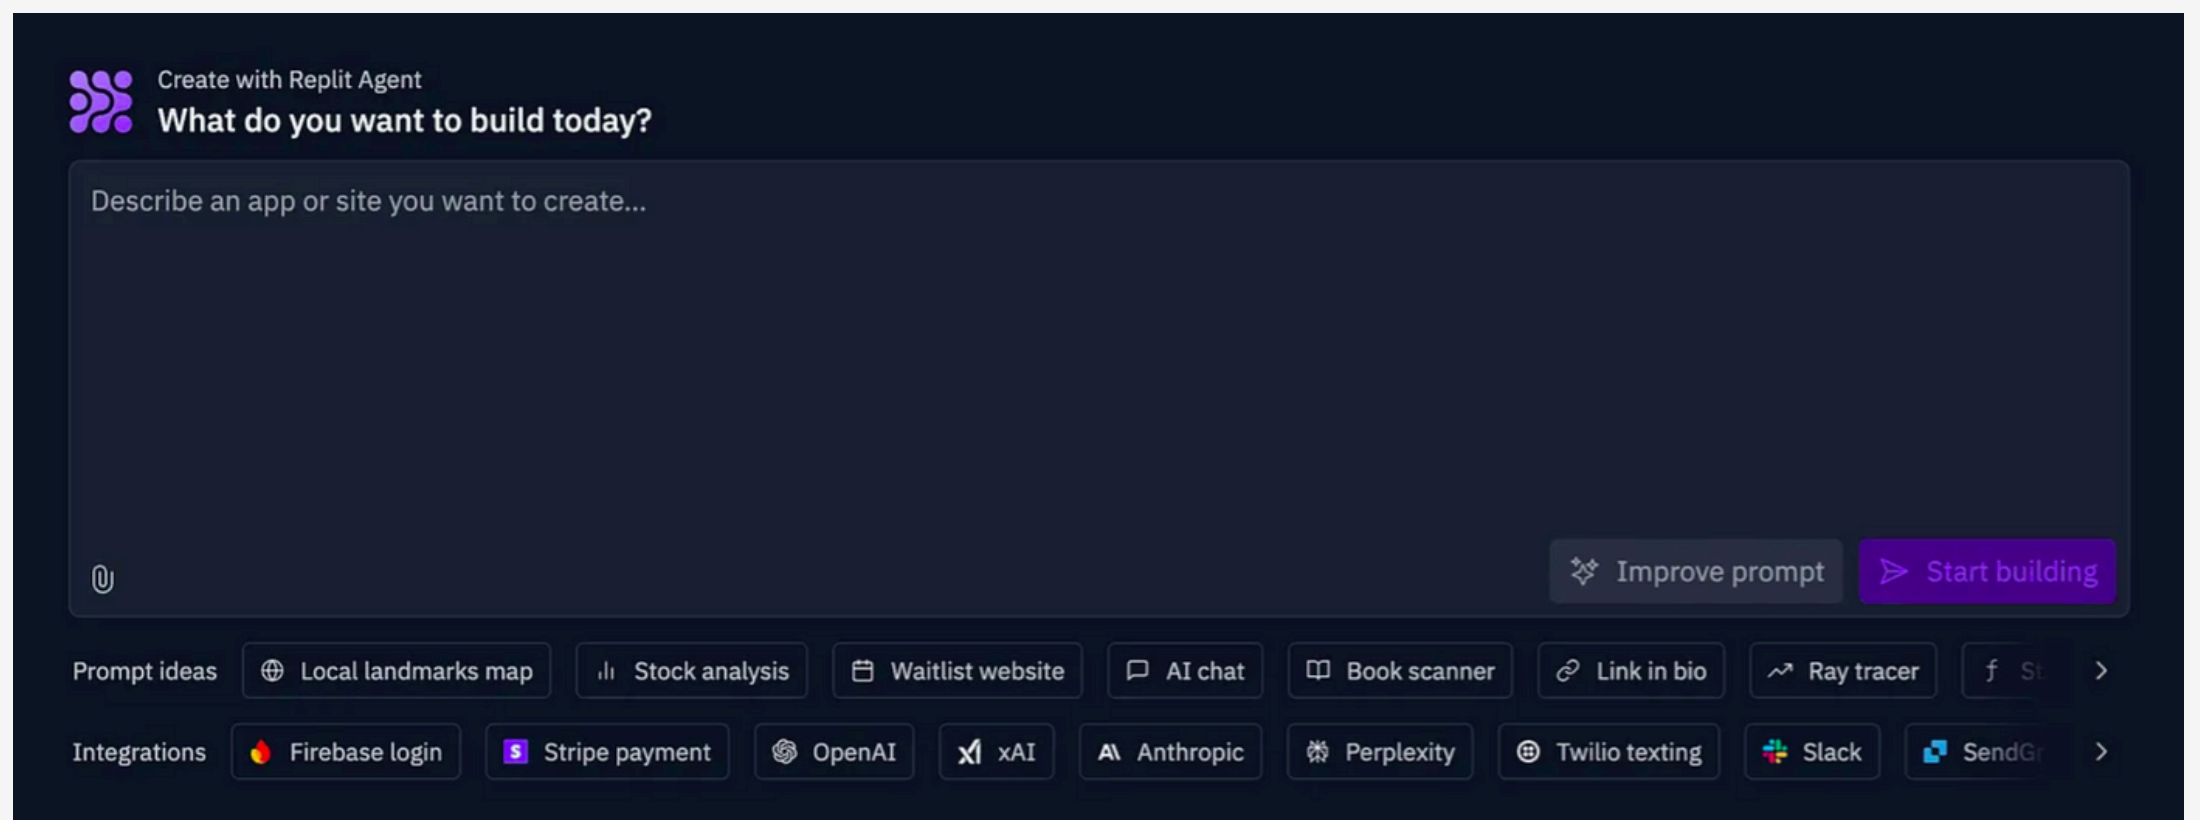 Create with Replit Agent
What do you want to build today?
Describe an app or site you want to create...
Improve prompt Start building
Prompt ideas Local landmarks map Stock analysis Waitlist website AI chat Book scanner Link in bio Ray tracer
Integrations Firebase login Stripe payment OpenAI xAI Anthropic Perplexity Twilio texting Slack SendGr